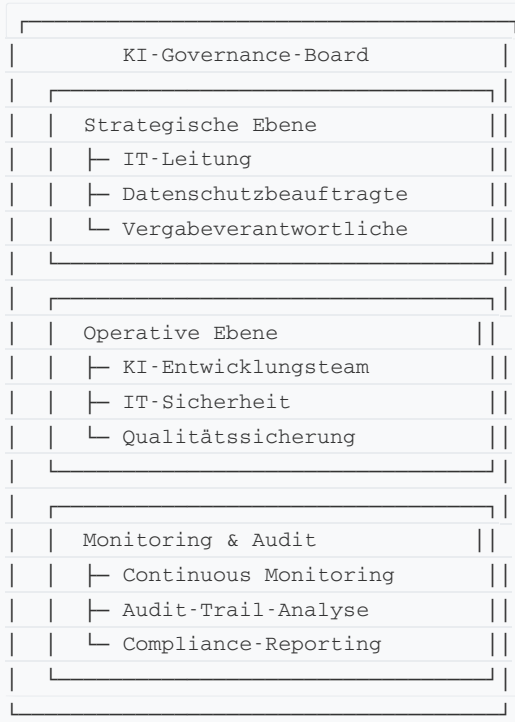 KI-Governance-Board
Strategische Ebene
├─ IT-Leitung
├─ Datenschutzbeauftragte
└─ Vergabeverantwortliche
Operative Ebene
├─ KI-Entwicklungsteam
├─ IT-Sicherheit
└─ Qualitätssicherung
Monitoring & Audit
├─ Continuous Monitoring
├─ Audit-Trail-Analyse
└─ Compliance-Reporting